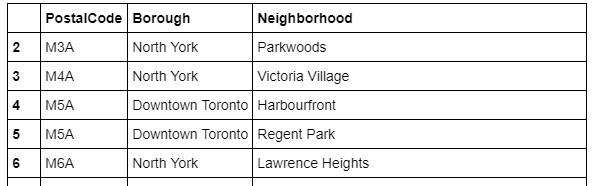 PostalCode Borough Neighborhood
2 M3A North York Parkwoods
3 M4A North York Victoria Village
4 M5A Downtown Toronto Harbourfront
5 M5A Downtown Toronto Regent Park
6 M6A North York Lawrence Heights